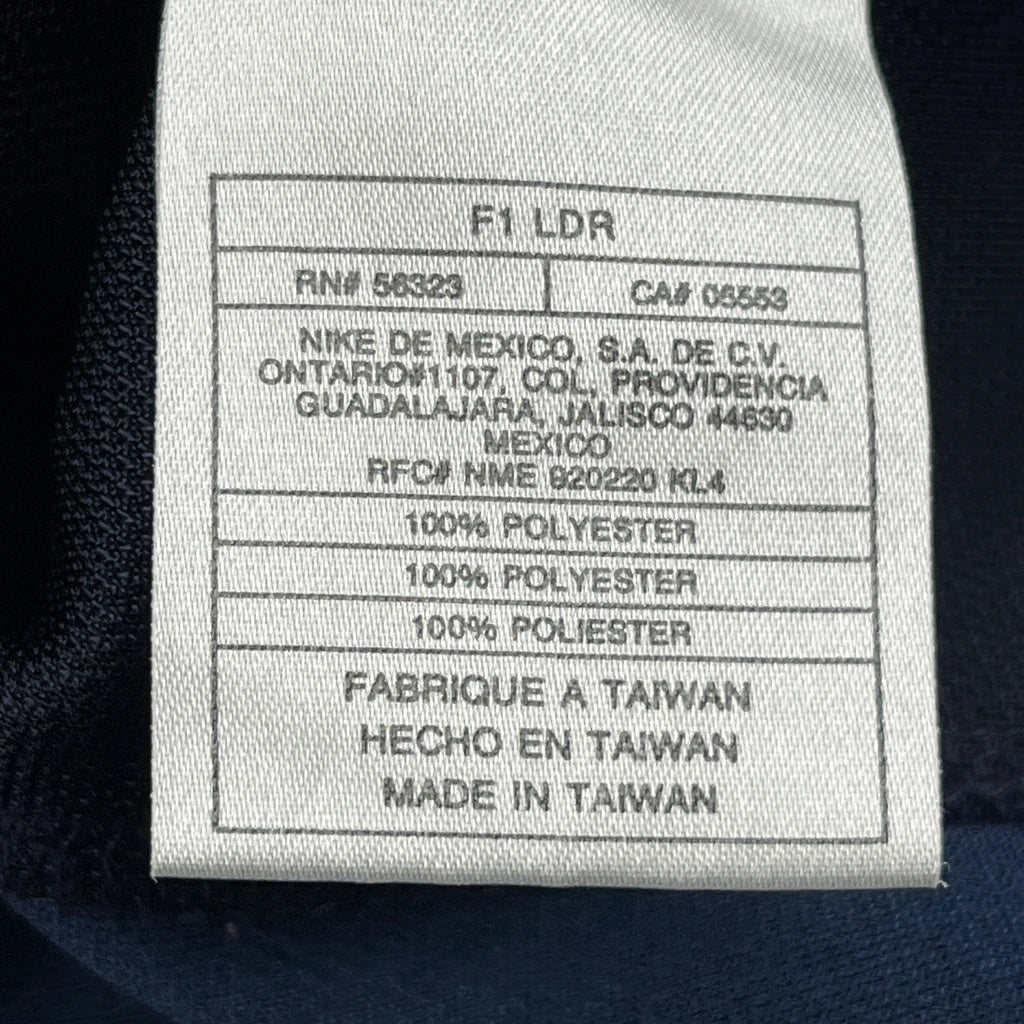 F1 LDR
RN# 56323 CA# 05553
NIKE DE MEXICO, S.A. DE C.V.
ONTARIO#1107, COL, PROVIDENCIA
GUADALAJARA, JALISCO 44630
MEXICO
RFC# NME 920220 KL4
100% POLYESTER
100% POLYESTER
100% POLIESTER
FABRIQUE A TAIWAN
HECHO EN TAIWAN
MADE IN TAIWAN